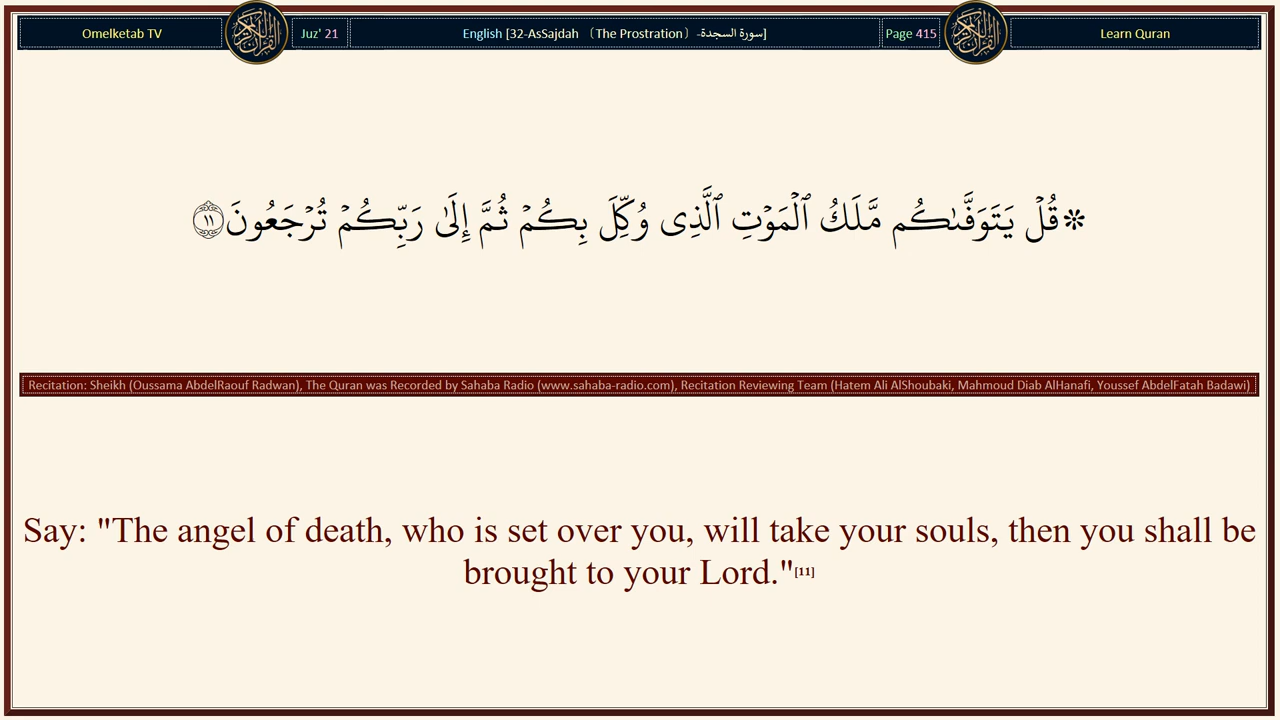 Omelketab TV
Juz' 21
English [32-AsSajdah （The Prostration）-سورة السجدة]
Page 415
Learn Quran
۞قُلۡ يَتَوَفَّىٰكُم مَّلَكُ ٱلۡمَوۡتِ ٱلَّذِى وُكِّلَ بِكُمۡ ثُمَّ إِلَىٰ رَبِّكُمۡ تُرۡجَعُونَ ١١
Recitation: Sheikh (Oussama AbdelRaouf Radwan), The Quran was Recorded by Sahaba Radio (www.sahaba-radio.com), Recitation Reviewing Team (Hatem Ali AlShoubaki, Mahmoud Diab AlHanafi, Youssef AbdelFatah Badawi)
Say: "The angel of death, who is set over you, will take your souls, then you shall be
brought to your Lord."[11]